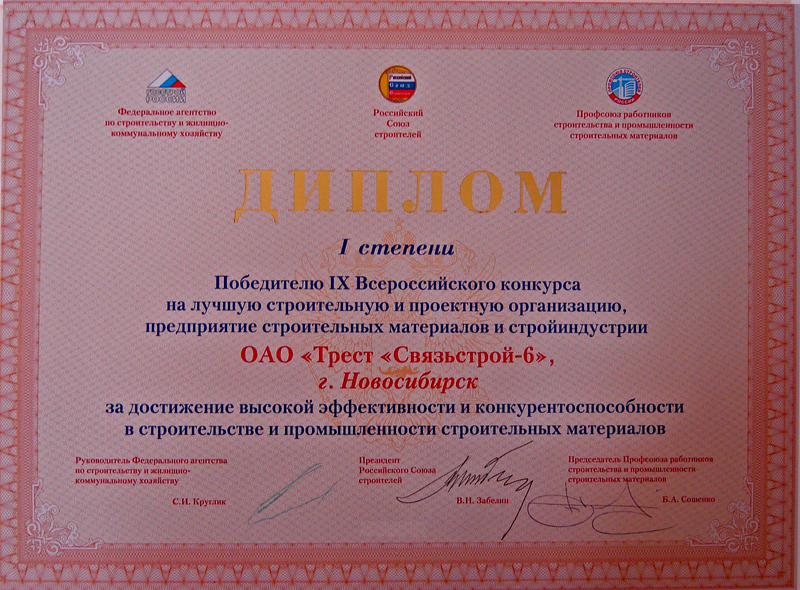 ГОССТРОЙ
РОССИИ
Федеральное агентство
по строительству и жилищно-
коммунальному хозяйству
Российский
Союз
строителей
Профсоюз работников
строительства и промышленности
строительных материалов
ДИПЛОМ
I степени
Победителю IX Всероссийского конкурса
на лучшую строительную и проектную организацию,
предприятие строительных материалов и стройиндустрии
ОАО «Трест «Связьстрой-6»,
г. Новосибирск
за достижение высокой эффективности и конкурентоспособности
в строительстве и промышленности строительных материалов
Руководитель Федерального агентства
по строительству и жилищно-
коммунальному хозяйству
С.И. Круглик
Президент
Российского Союза
строителей
В.Н. Забелин
Председатель Профсоюза работников
строительства и промышленности
строительных материалов
Б.А. Сошенко